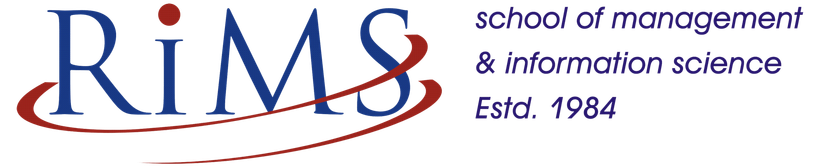 RiMS
school of management
& information science
Estd. 1984